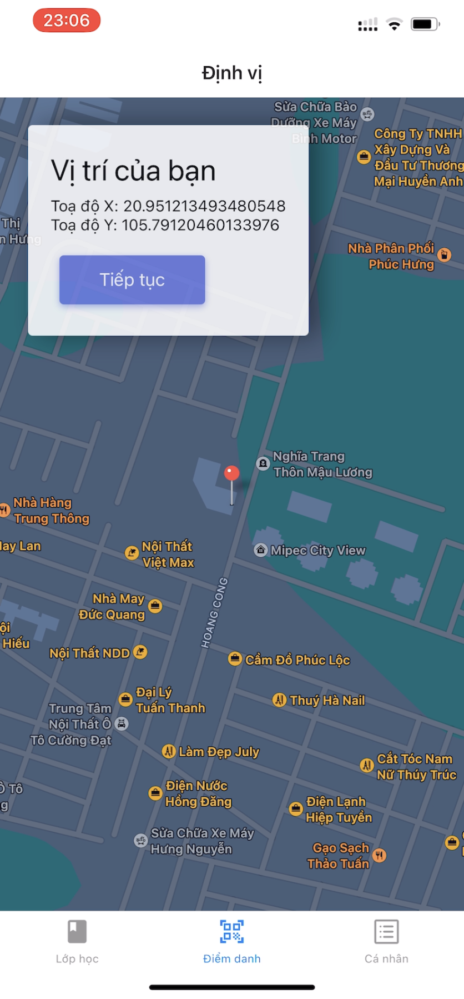 23:06
Định vị
Sửa Chữa Bảo
Dưỡng Xe Máy
Bình Motor
Công Ty TNHH
Xây Dựng Và
Đầu Tư Thương
Mại Huyền Anh
Vị trí của bạn
Toạ độ X: 20.951213493480548
Toạ độ Y: 105.79120460133976
Tiếp tục
Thị
n Hưng
Nhà Phân Phối
Phúc Hưng
Nghĩa Trang
Thôn Mậu Lương
Nhà Hàng
Trung Thông
lay Lan
Nội Thất
Việt Max
Mipec City View
HOANG CONG
Nhà May
Đức Quang
ội
Hiếu
Nội Thất NDD
Cầm Đồ Phúc Lộc
Đại Lý
Tuấn Thanh
Thuý Hà Nail
Trung Tâm
Nội Thất Ô
Tô Cường Đạt
Làm Đẹp July
Cắt Tóc Nam
Nữ Thúy Trúc
Ô Tô
g
Điện Nước
Hồng Đăng
Điện Lạnh
Hiệp Tuyền
Sửa Chữa Xe Máy
Hưng Nguyễn
Gạo Sạch
Thảo Tuấn
Lớp học
Điểm danh
Cá nhân